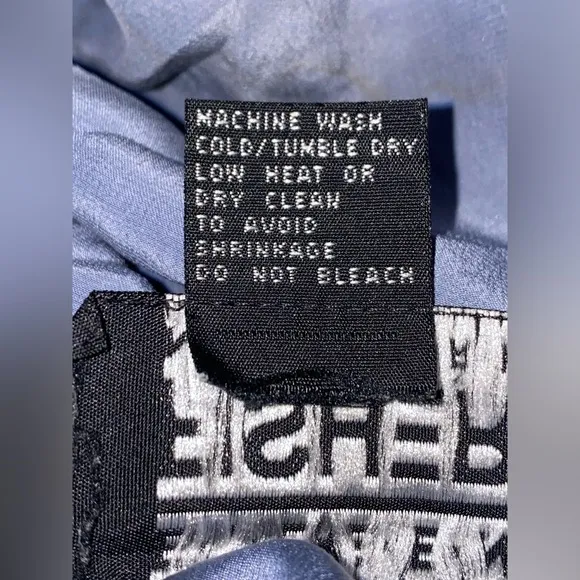 MACHINE WASH
COLD/TUMBLE DRY
LOW HEAT OR
DRY CLEAN
TO AVOID
SHRINKAGE
DO NOT BLEACH